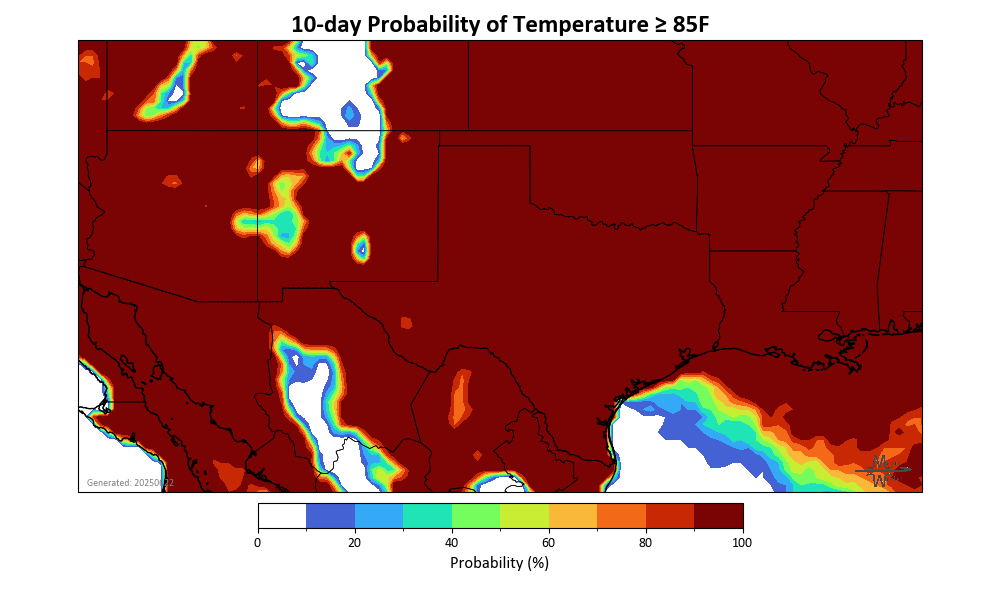 10-day Probability of Temperature ≥ 85F
M
W
0 20 40 60 80 100
Probability (%)